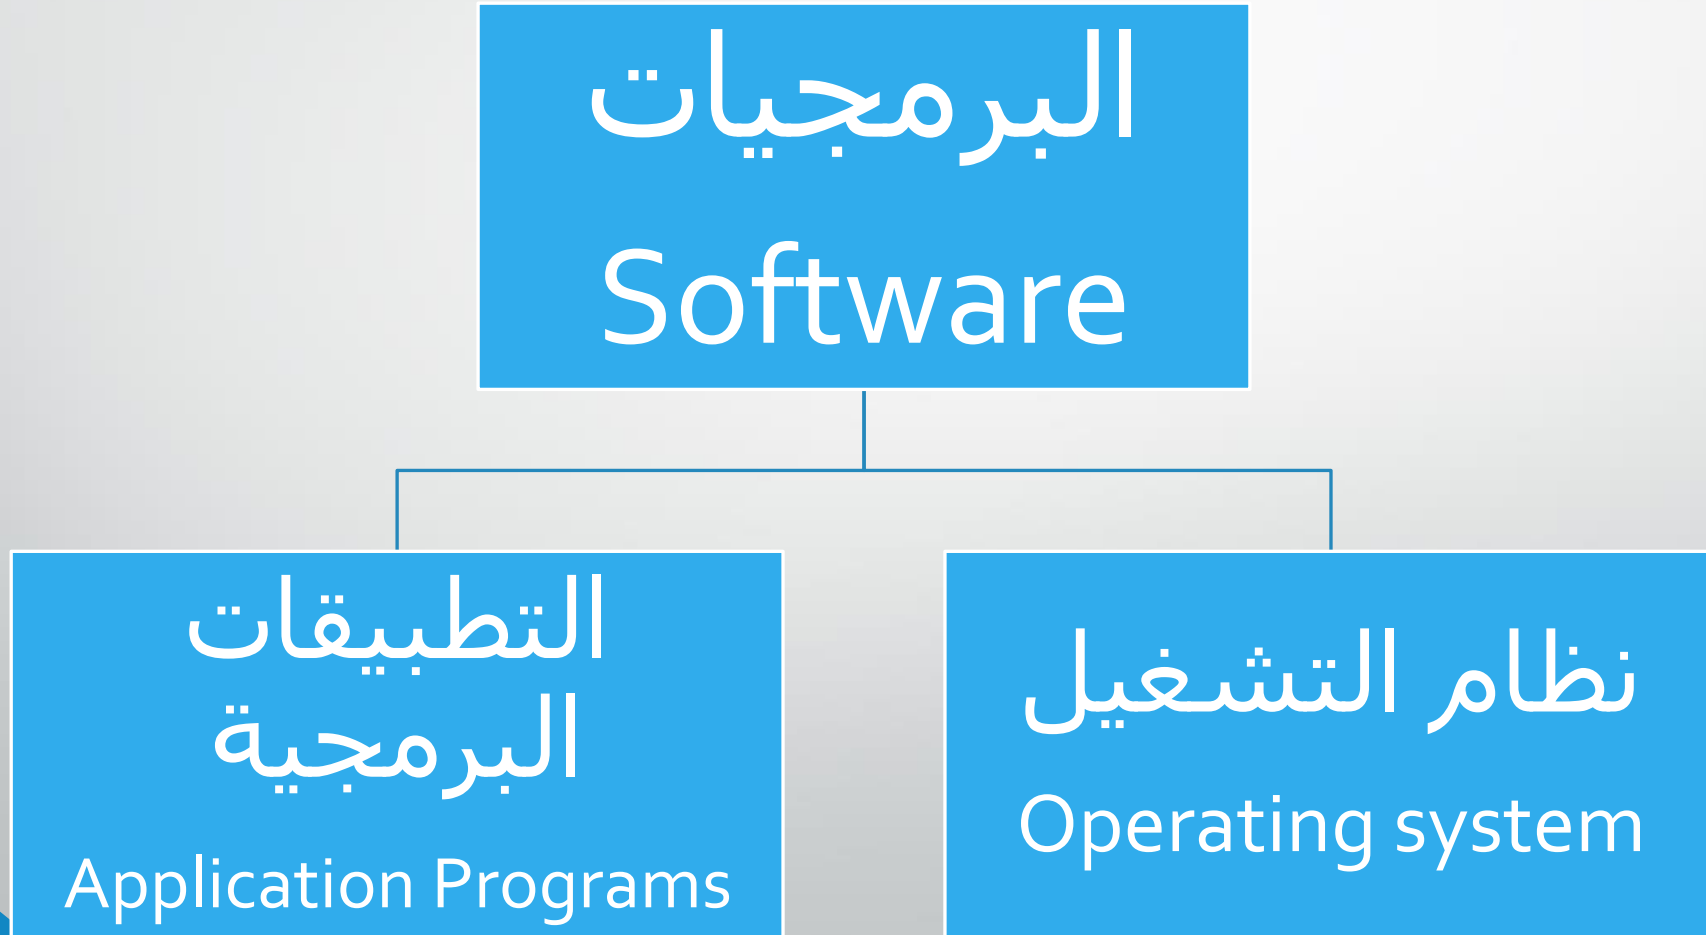 البرمجيات
Software
نظام التشغيل
Operating system
التطبيقات
البرمجية
Application Programs